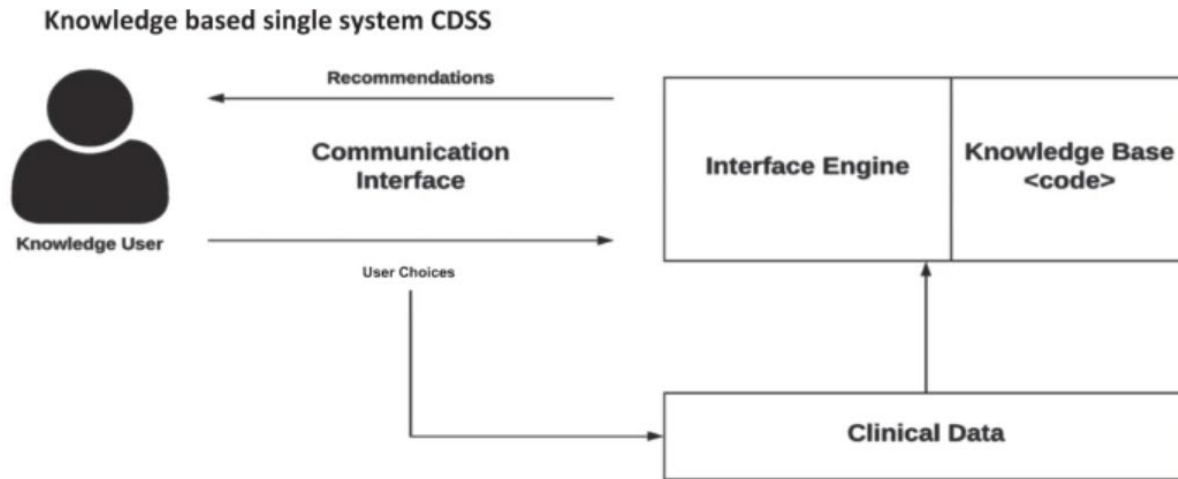 Knowledge based single system CDSS
Recommendations
Communication
Interface
Knowledge User
User Choices
Interface Engine
Knowledge Base
<code>
Clinical Data